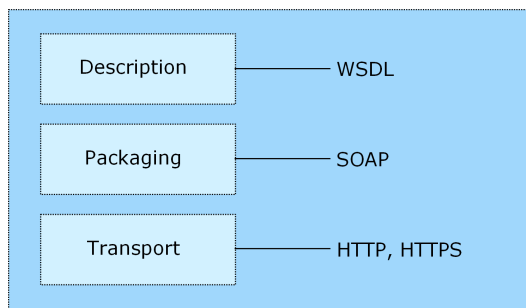 Description
WSDL
Packaging
SOAP
Transport
HTTP, HTTPS